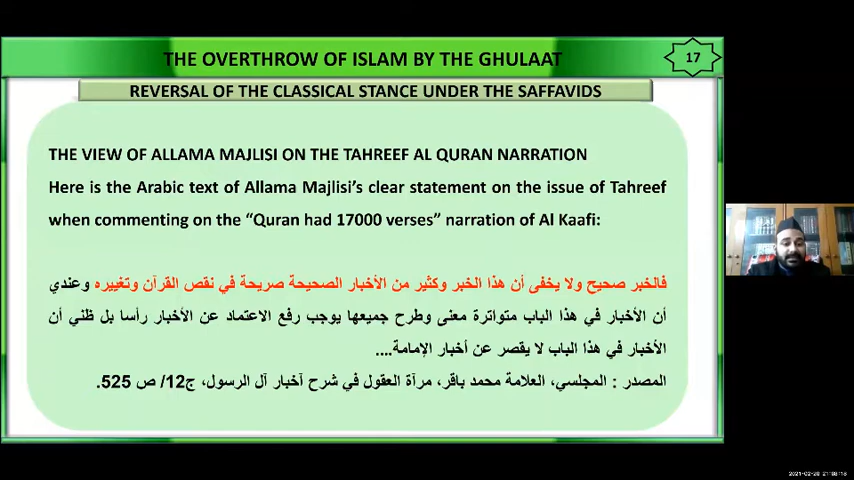 THE OVERTHROW OF ISLAM BY THE GHULAAT
17
REVERSAL OF THE CLASSICAL STANCE UNDER THE SAFFAVIDS
THE VIEW OF ALLAMA MAJLISI ON THE TAHREEF AL QURAN NARRATION
Here is the Arabic text of Allama Majlisi's clear statement on the issue of Tahreef
when commenting on the “Quran had 17000 verses” narration of Al Kaafi:
فالخبر صحيح ولا يخفى أن هذا الخبر وكثير من الأخبار الصحيحة صريحة في نقص القرآن وتغييره وعندي
أن الأخبار في هذا الباب متواترة معنى وطرح جميعها يوجب رفع الاعتماد عن الأخبار رأسا بل ظني أن
الأخبار في هذا الباب لا يقصر عن أخبار الإمامة....
المصدر : المجلسي، العلامة محمد باقر، مرآة العقول في شرح أخبار آل الرسول، ج12/ ص 525.